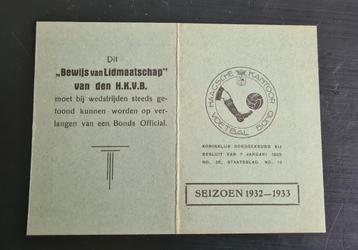 Dit
„Bewijs van Lidmaatschap"
van den H.K.V.B.
moet bij wedstrijden steeds ge-
toond kunnen worden op ver-
langen van een Bonds Official.
HAAGSCHE KANTOOR
VOETBAL BOND
KONINKLIJK GOEDGEKEURD BIJ
BESLUIT VAN 7 JANUARI 1925
NO. 36, STAATSBLAD NO. 14
SEIZOEN 1932—1933